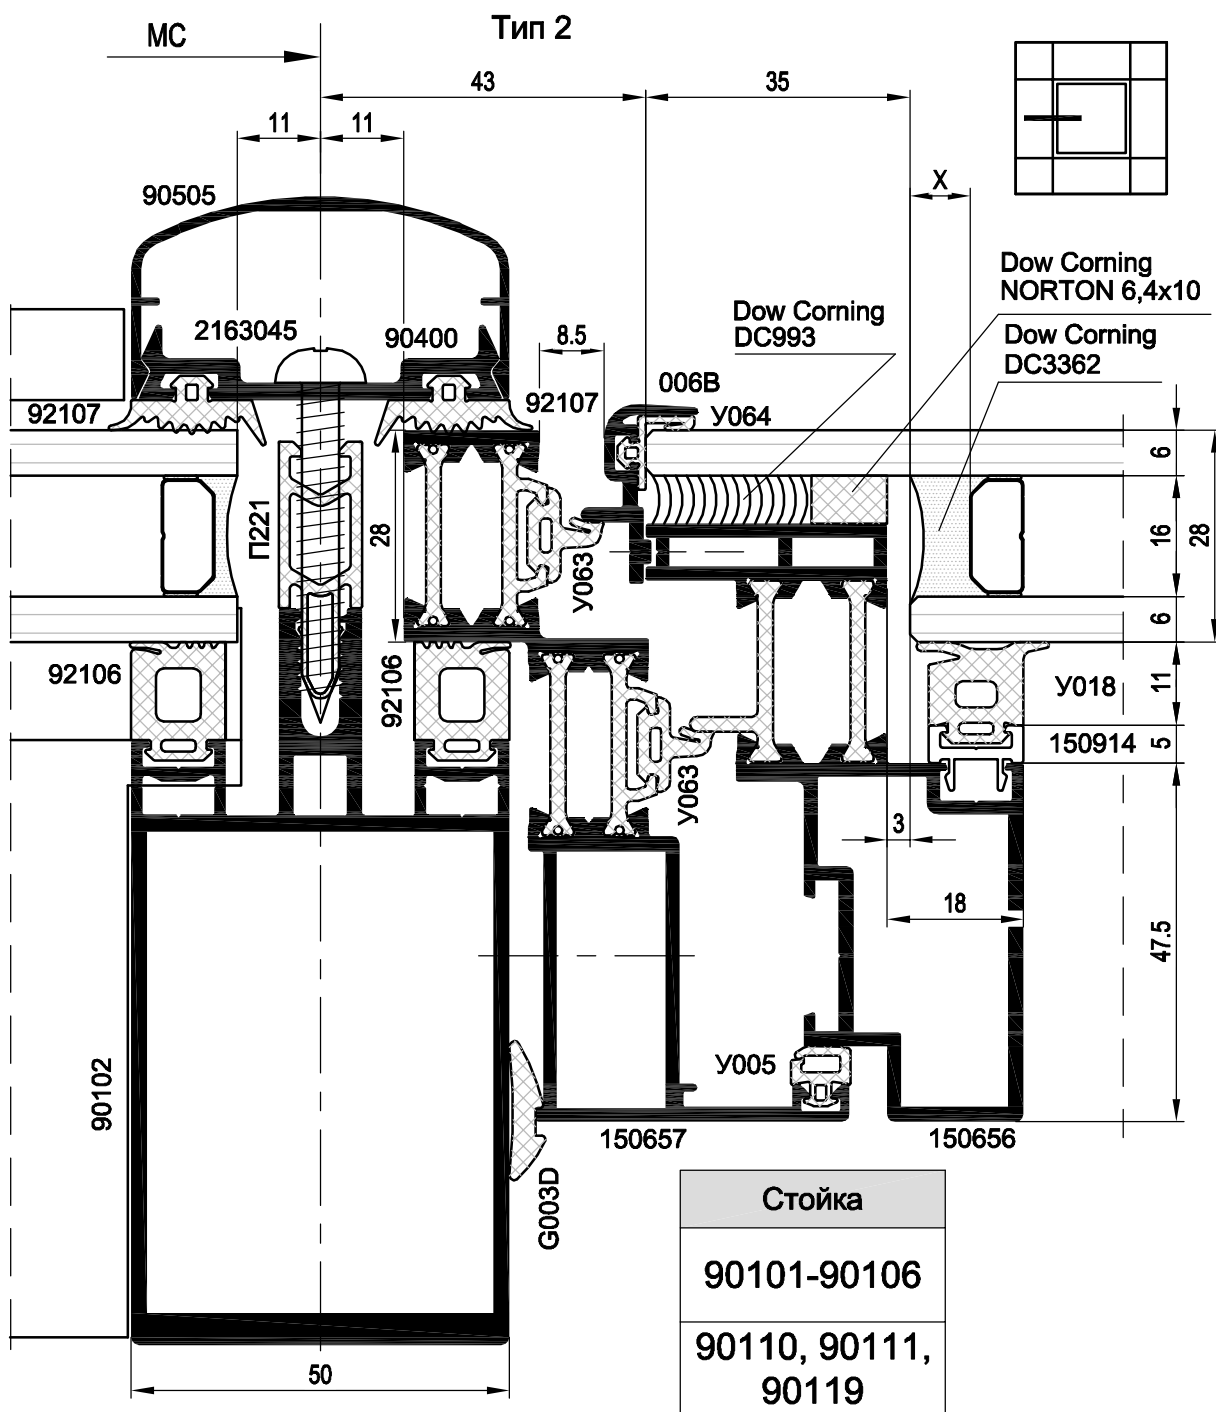 Тип 2
МС
43
35
11
11
X
90505
Dow Corning
NORTON 6,4x10
Dow Corning
DC993
Dow Corning
DC3362
2163045
90400
8.5
006В
У064
92107
92107
6
16
28
6
П221
28
У063
92106
92106
У018
11
150914
5
У063
3
18
47.5
90102
У005
150657
150656
G003D
50
Стойка
90101-90106
90110, 90111,
90119